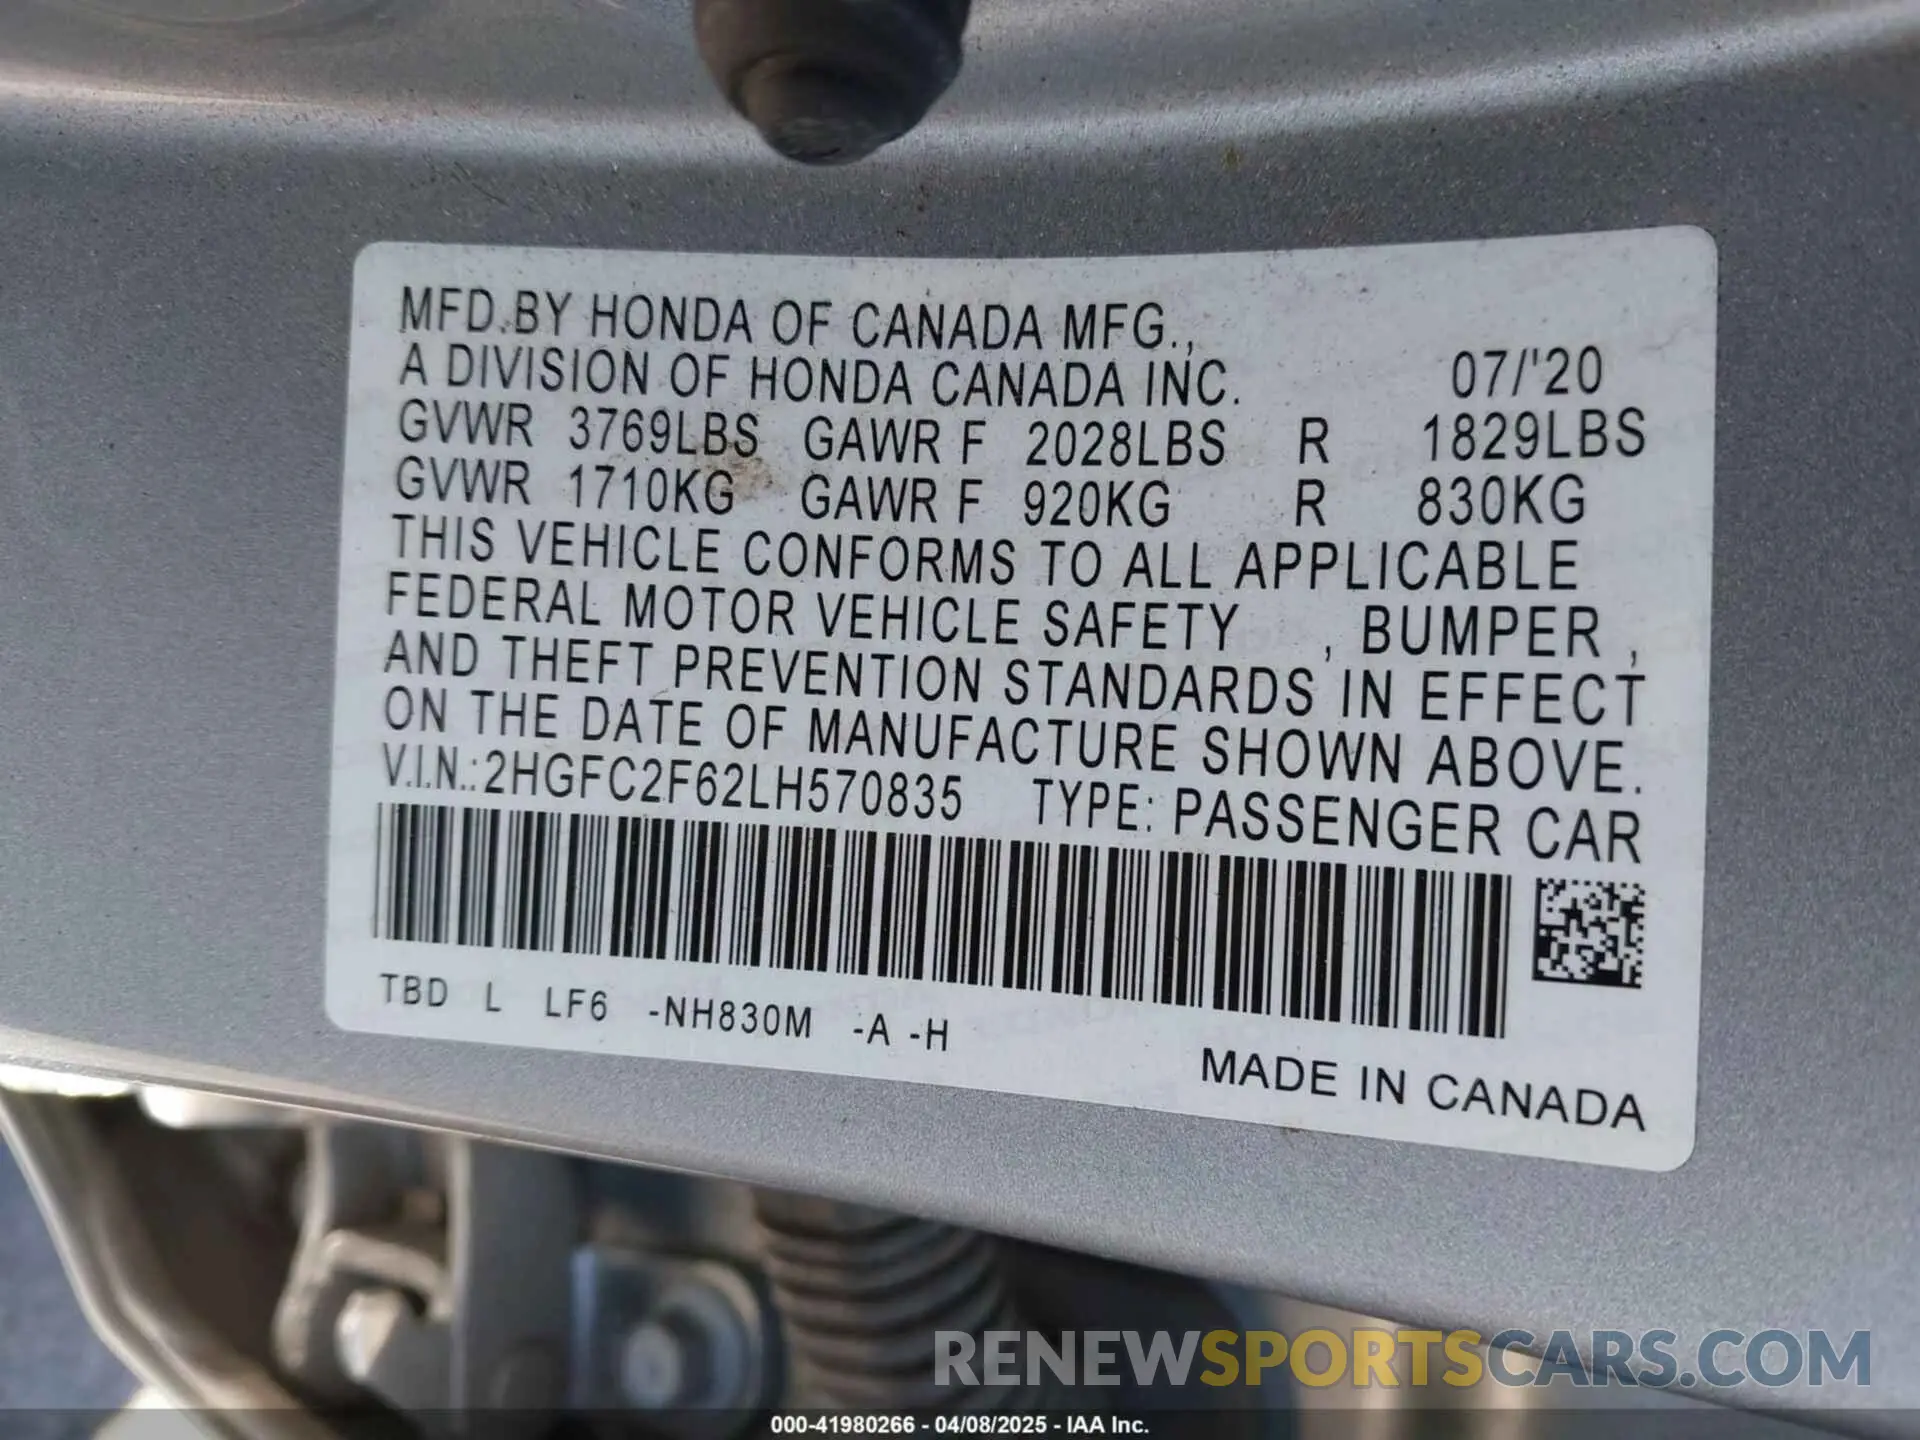 MFD.BY HONDA OF CANADA MFG.,
A DIVISION OF HONDA CANADA INC. 07/'20
GVWR 3769LBS GAWR F 2028LBS R 1829LBS
GVWR 1710KG GAWR F 920KG R 830KG
THIS VEHICLE CONFORMS TO ALL APPLICABLE
FEDERAL MOTOR VEHICLE SAFETY , BUMPER ,
AND THEFT PREVENTION STANDARDS IN EFFECT
ON THE DATE OF MANUFACTURE SHOWN ABOVE.
V.I.N.:2HGFC2F62LH570835 TYPE: PASSENGER CAR
TBD L LF6 -NH830M -A -H
MADE IN CANADA
RENEWSPORTSCARS.COM
000-41980266 - 04/08/2025 - IAA Inc.